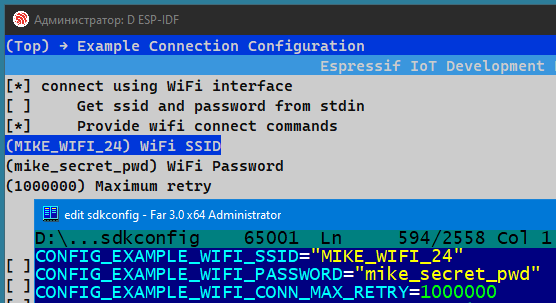 Администратор: D ESP-IDF
(Top) → Example Connection Configuration
Espressif IoT Development
[*] connect using WiFi interface
[ ]     Get ssid and password from stdin
[*]     Provide wifi connect commands
(MIKE_WIFI_24) WiFi SSID
(mike_secret_pwd) WiFi Password
(1000000) Maximum retry
edit sdkconfig - Far 3.0 x64 Administrator
D:\...sdkconfig    65001  Ln    594/2558 Col 1
CONFIG_EXAMPLE_WIFI_SSID="MIKE_WIFI_24"
[ ] CONFIG_EXAMPLE_WIFI_PASSWORD="mike_secret_pwd"
[ ] CONFIG_EXAMPLE_WIFI_CONN_MAX_RETRY=1000000